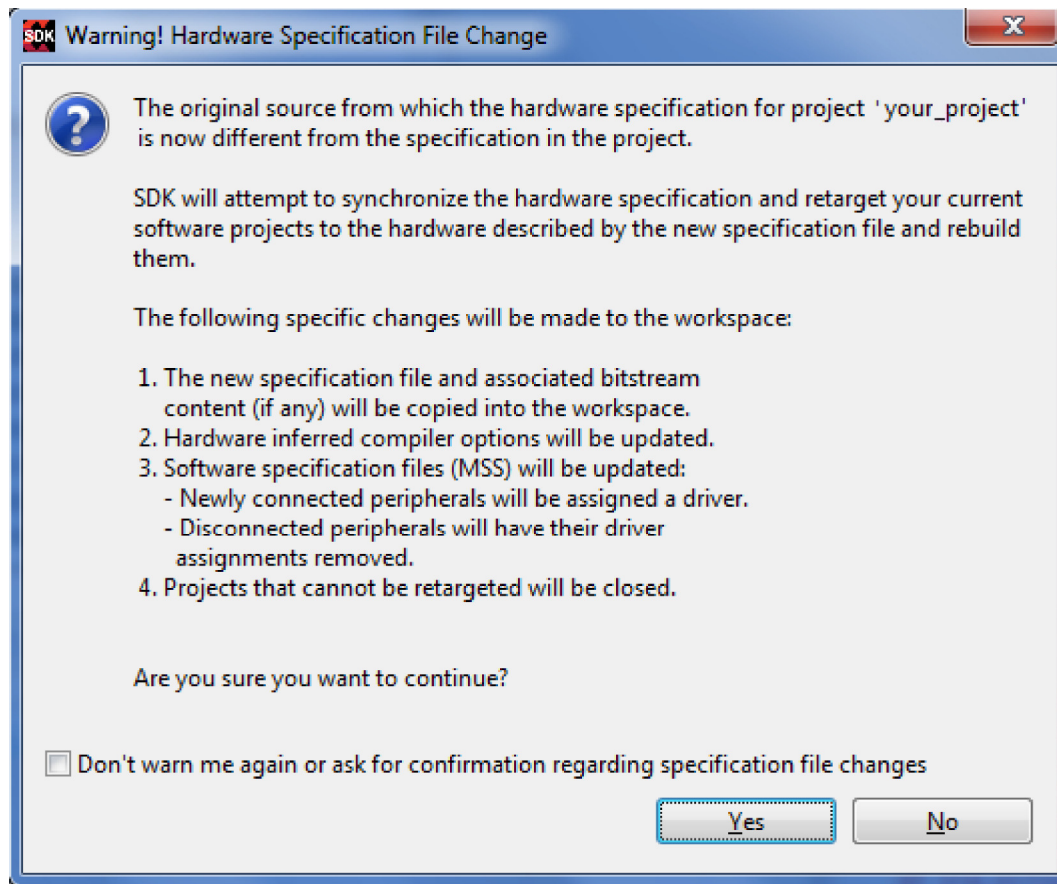 SDK Warning! Hardware Specification File Change
x
?
The original source from which the hardware specification for project 'your_project'
is now different from the specification in the project.
SDK will attempt to synchronize the hardware specification and retarget your current
software projects to the hardware described by the new specification file and rebuild
them.
The following specific changes will be made to the workspace:
1. The new specification file and associated bitstream
content (if any) will be copied into the workspace.
2. Hardware inferred compiler options will be updated.
3. Software specification files (MSS) will be updated:
- Newly connected peripherals will be assigned a driver.
- Disconnected peripherals will have their driver
assignments removed.
4. Projects that cannot be retargeted will be closed.
Are you sure you want to continue?
Don't warn me again or ask for confirmation regarding specification file changes
Yes No